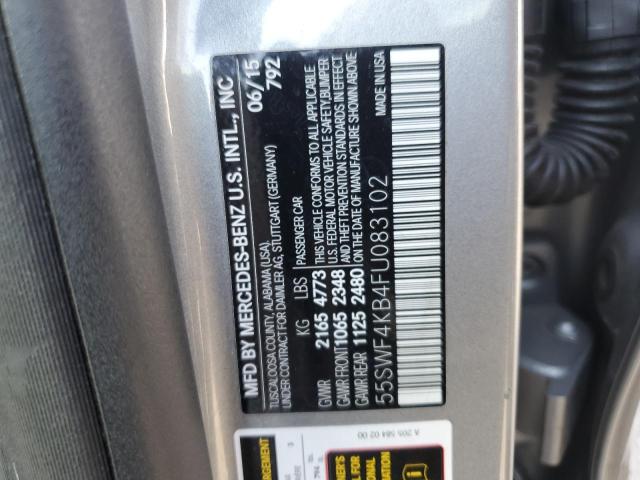 MFD BY MERCEDES-BENZ U.S. INTL., INC
TUSCALOOSA COUNTY, ALABAMA (USA)
UNDER CONTRACT FOR DAIMLER AG, STUTTGART (GERMANY)
06/15
792
KG LBS
GVWR 2165 4773
GAWR FRONT 1065 2348
GAWR REAR 1125 2480
PASSENGER CAR
THIS VEHICLE CONFORMS TO ALL APPLICABLE
U.S. FEDERAL MOTOR VEHICLE SAFETY, BUMPER
AND THEFT PREVENTION STANDARDS IN EFFECT
ON THE DATE OF MANUFACTURE SHOWN ABOVE
55SWF4KB4FU083102
MADE IN USA
A 205 584 02 00